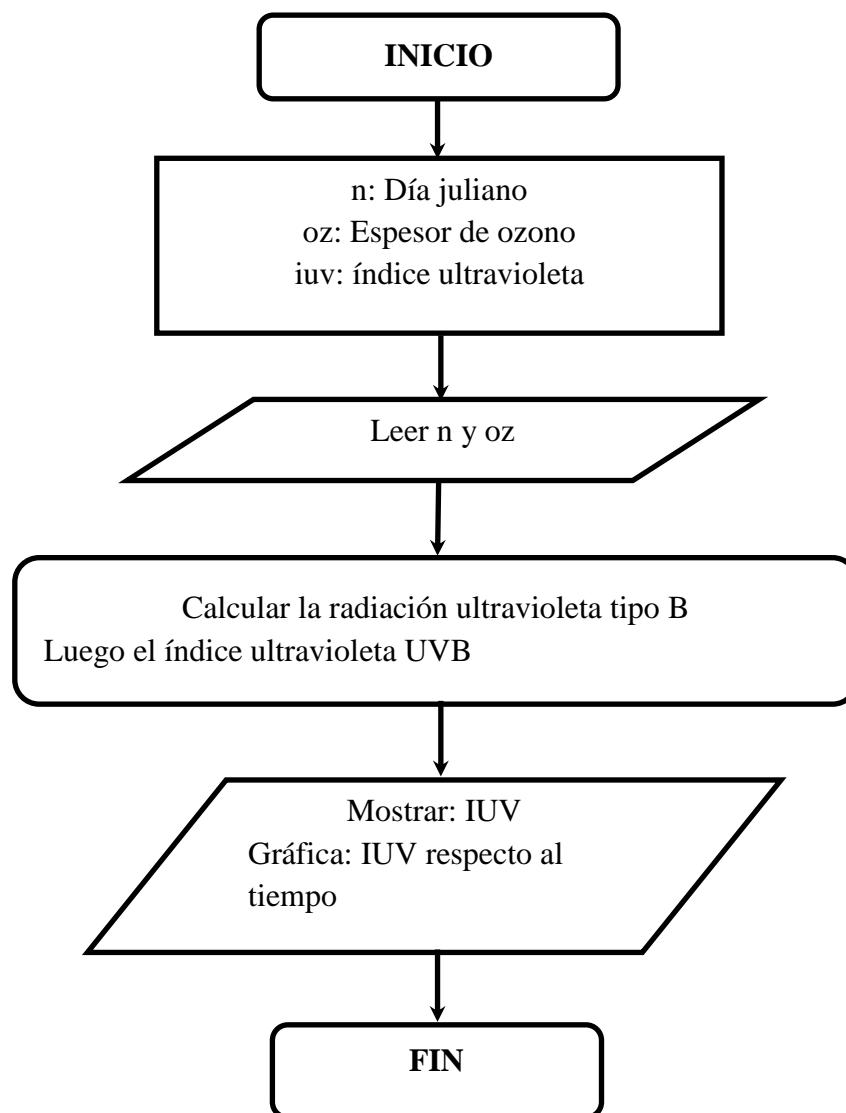 INICIO
n: Día juliano
oz: Espesor de ozono
iuv: índice ultravioleta
Leer n y oz
Calcular la radiación ultravioleta tipo B
Luego el índice ultravioleta UVB
Mostrar: IUV
Gráfica: IUV respecto al
tiempo
FIN